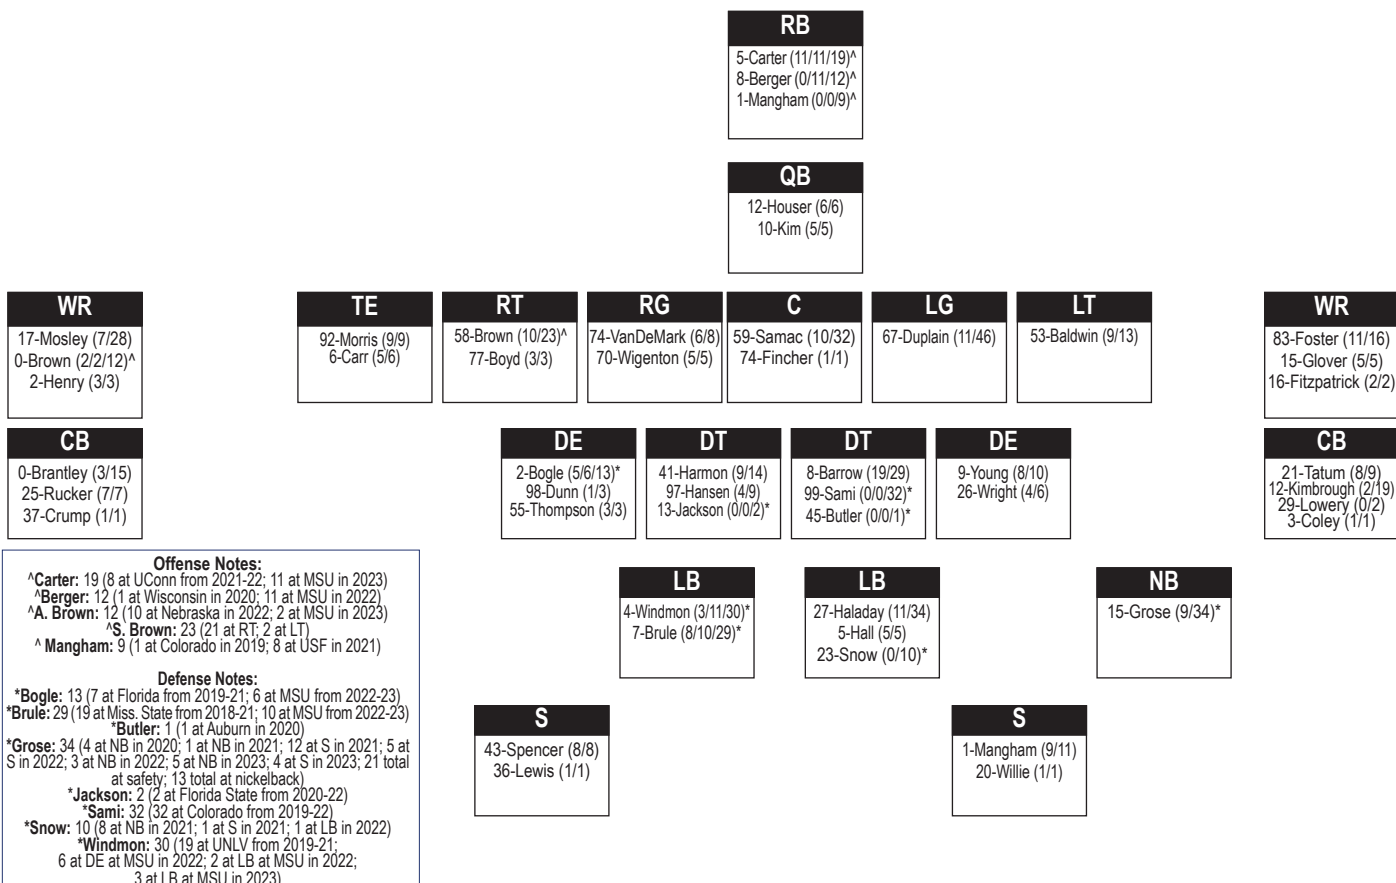 RB
5-Carter (11/11/19)^
8-Berger (0/11/12)^
1-Mangham (0/0/9)^
QB
12-Houser (6/6)
10-Kim (5/5)
WR
17-Mosley (7/28)
0-Brown (2/2/12)^
2-Henry (3/3)
TE
92-Morris (9/9)
6-Carr (5/6)
RT
58-Brown (10/23)^
77-Boyd (3/3)
RG
74-VanDeMark (6/8)
70-Wigenton (5/5)
C
59-Samac (10/32)
74-Fincher (1/1)
LG
67-Duplain (11/46)
LT
53-Baldwin (9/13)
WR
83-Foster (11/16)
15-Glover (5/5)
16-Fitzpatrick (2/2)
CB
0-Brantley (3/15)
25-Rucker (7/7)
37-Crump (1/1)
DE
2-Bogle (5/6/13)*
98-Dunn (1/3)
55-Thompson (3/3)
DT
41-Harmon (9/14)
97-Hansen (4/9)
13-Jackson (0/0/2)*
DT
8-Barrow (19/29)
99-Sami (0/0/32)*
45-Butler (0/0/1)*
DE
9-Young (8/10)
26-Wright (4/6)
CB
21-Tatum (8/9)
12-Kimbrough (2/19)
29-Lowery (0/2)
3-Coley (1/1)
LB
4-Windmon (3/11/30)*
7-Brule (8/10/29)*
LB
27-Haladay (11/34)
5-Hall (5/5)
23-Snow (0/10)*
NB
15-Grose (9/34)*
S
43-Spencer (8/8)
36-Lewis (1/1)
S
1-Mangham (9/11)
20-Willie (1/1)
Offense Notes:
^Carter: 19 (8 at UConn from 2021-22; 11 at MSU in 2023)
^Berger: 12 (1 at Wisconsin in 2020; 11 at MSU in 2022)
^A. Brown: 12 (10 at Nebraska in 2022; 2 at MSU in 2023)
^S. Brown: 23 (21 at RT; 2 at LT)
^ Mangham: 9 (1 at Colorado in 2019; 8 at USF in 2021)
Defense Notes:
*Bogle: 13 (7 at Florida from 2019-21; 6 at MSU from 2022-23)
*Brule: 29 (19 at Miss. State from 2018-21; 10 at MSU from 2022-23)
*Butler: 1 (1 at Auburn in 2020)
*Grose: 34 (4 at NB in 2020; 1 at NB in 2021; 12 at S in 2021; 5 at
S in 2022; 3 at NB in 2022; 5 at NB in 2023; 4 at S in 2023; 21 total
at safety; 13 total at nickelback)
*Jackson: 2 (2 at Florida State from 2020-22)
*Sami: 32 (32 at Colorado from 2019-22)
*Snow: 10 (8 at NB in 2021; 1 at S in 2021; 1 at LB in 2022)
*Windmon: 30 (19 at UNLV from 2019-21;
6 at DE at MSU in 2022; 2 at LB at MSU in 2022;
3 at LB at MSU in 2023)